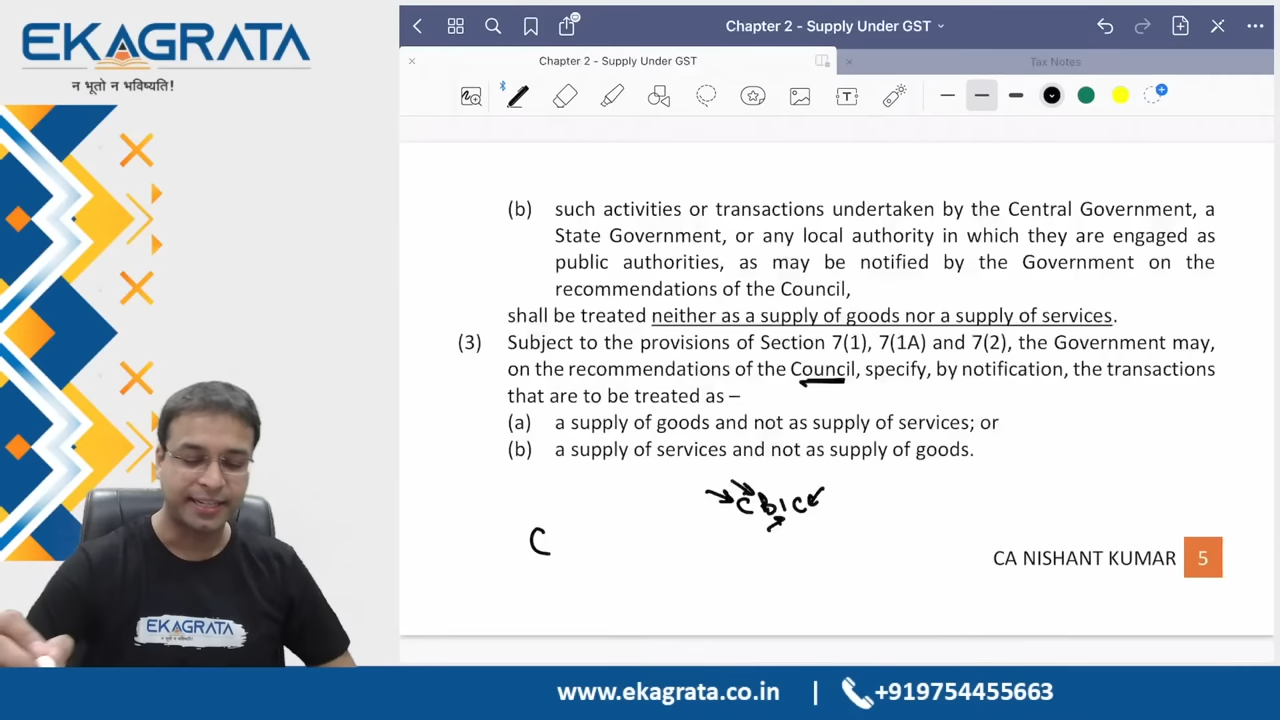 EKAGRATA
न भूतो न भविष्यति!
Chapter 2 - Supply Under GST
Chapter 2 - Supply Under GST
Tax Notes
(b) such activities or transactions undertaken by the Central Government, a
State Government, or any local authority in which they are engaged as
public authorities, as may be notified by the Government on the
recommendations of the Council,
shall be treated neither as a supply of goods nor a supply of services.
(3) Subject to the provisions of Section 7(1), 7(1A) and 7(2), the Government may,
on the recommendations of the Council, specify, by notification, the transactions
that are to be treated as –
(a) a supply of goods and not as supply of services; or
(b) a supply of services and not as supply of goods.
CBIC
C
CA NISHANT KUMAR 5
EKAGRATA
न भूतो न भविष्यति!
www.ekagrata.co.in | +919754455663